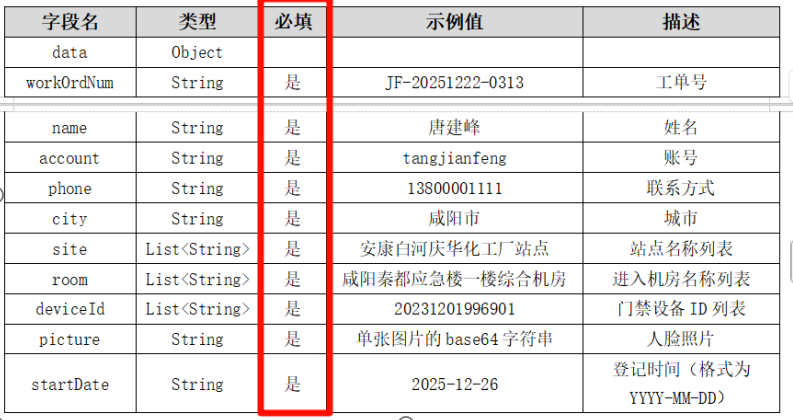 字段名 类型 必填 示例值 描述
data Object
workOrdNum String 是 JF-20251222-0313 工单号
name String 是 唐建峰 姓名
account String 是 tangjianfeng 账号
phone String 是 13800001111 联系方式
city String 是 咸阳市 城市
site List<String> 是 安康白河庆华化工厂站点 站点名称列表
room List<String> 是 咸阳秦都应急楼一楼综合机房 进入机房名称列表
deviceId List<String> 是 20231201996901 门禁设备 ID 列表
picture String 是 单张图片的 base64 字符串 人脸照片
startDate String 是 2025-12-26 登记时间（格式为
YYYY-MM-DD）